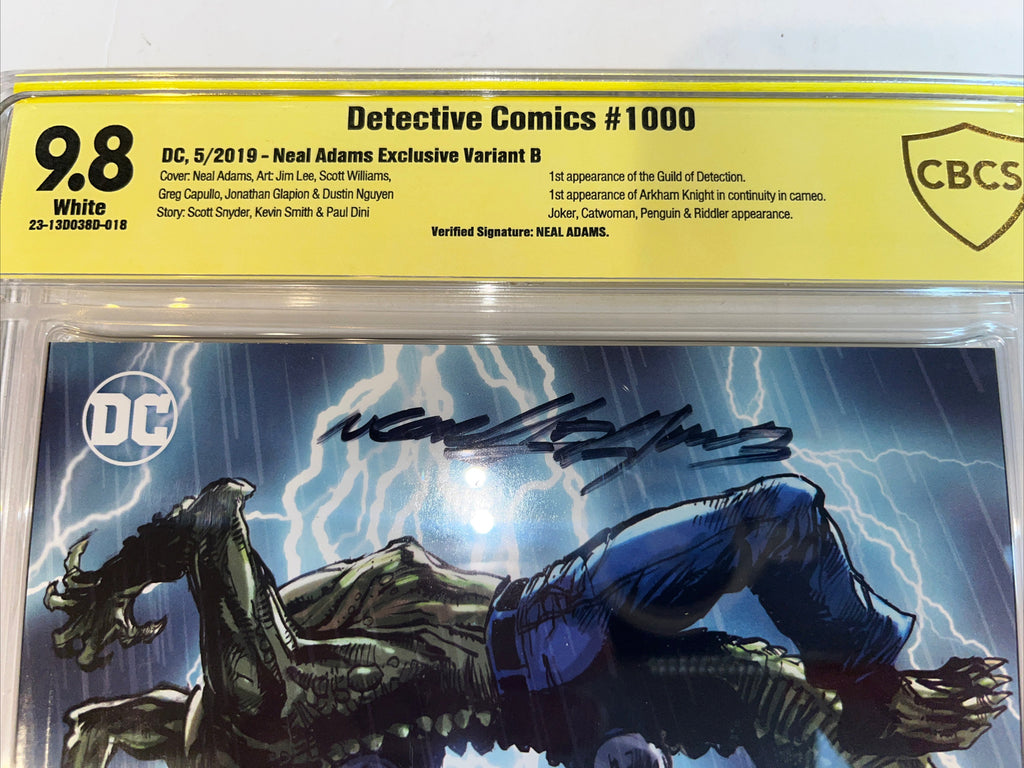 Detective Comics #1000
9.8
White
23-13D038D-018
DC, 5/2019 - Neal Adams Exclusive Variant B
Cover: Neal Adams, Art: Jim Lee, Scott Williams,
Greg Capullo, Jonathan Glapion & Dustin Nguyen
Story: Scott Snyder, Kevin Smith & Paul Dini
1st appearance of the Guild of Detection.
1st appearance of Arkham Knight in continuity in cameo.
Joker, Catwoman, Penguin & Riddler appearance.
Verified Signature: NEAL ADAMS.
CBCS
DC
Neal Adams